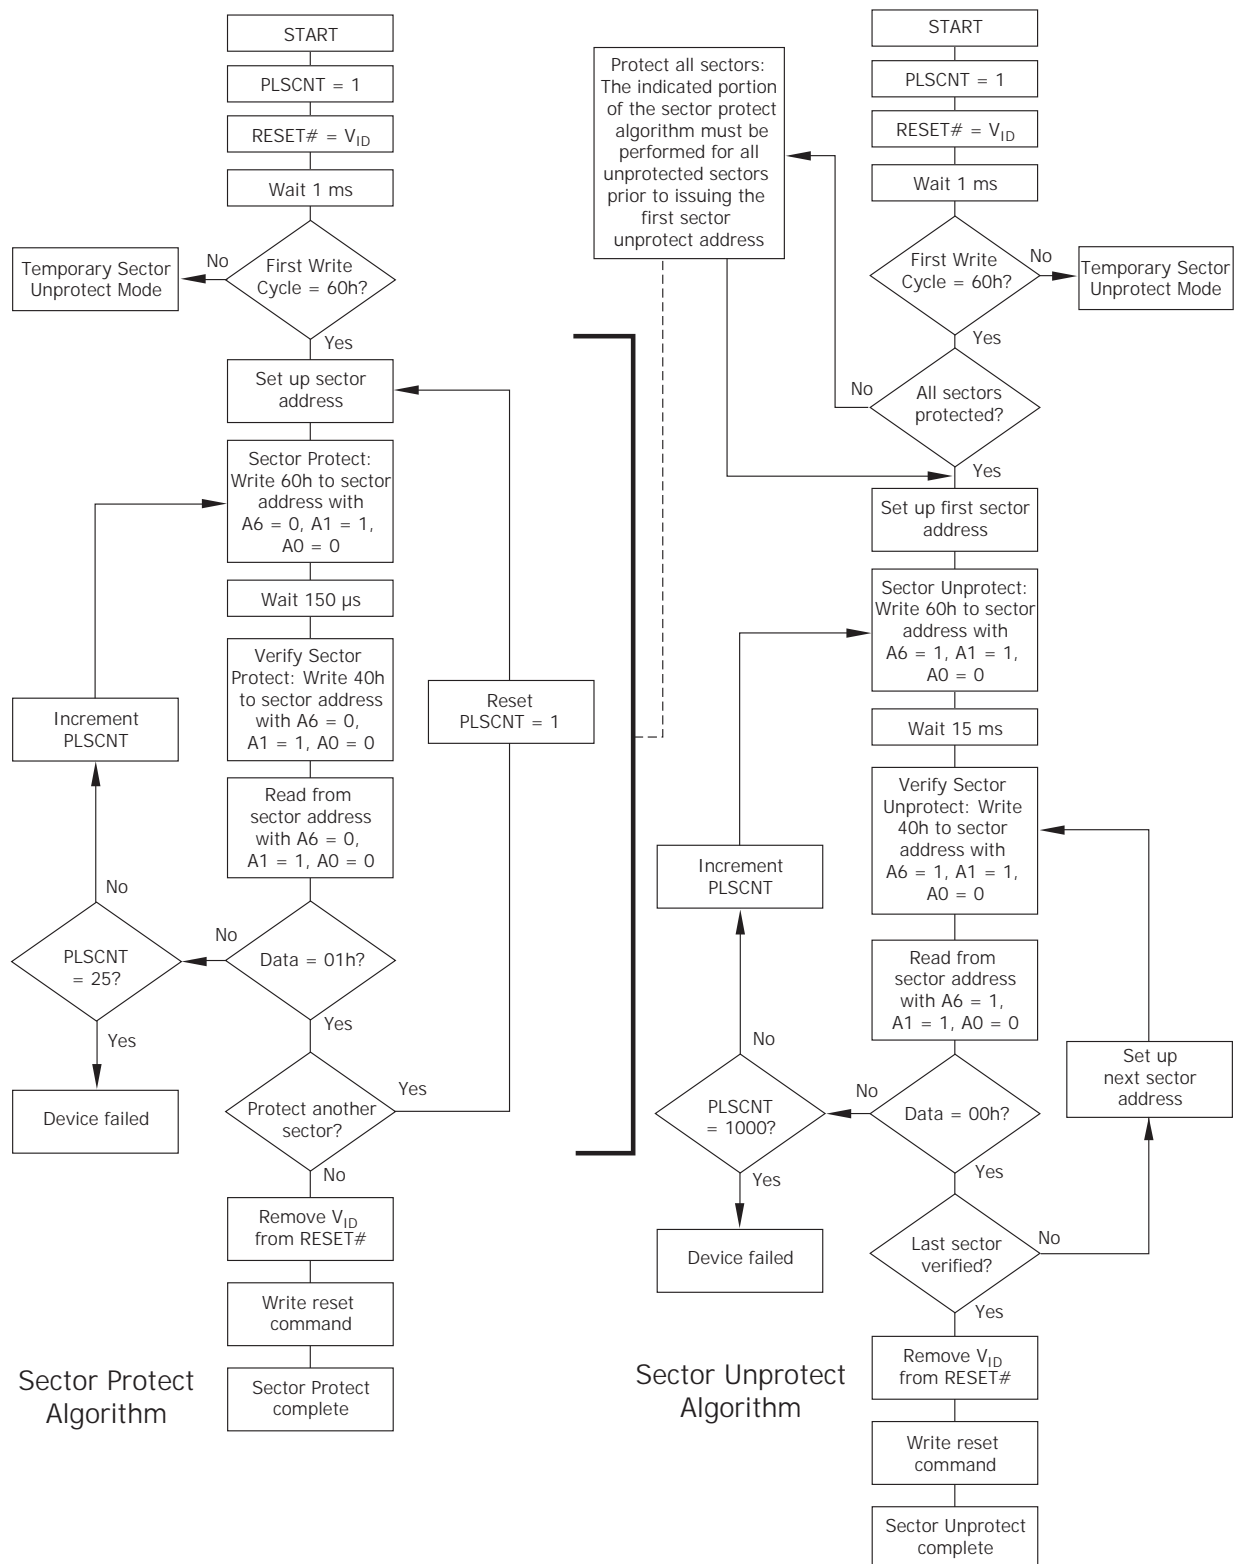 START
PLSCNT = 1
RESET# = VID
Wait 1 ms
First Write
Cycle = 60h?
No
Temporary Sector
Unprotect Mode
Yes
Set up sector
address
Sector Protect:
Write 60h to sector
address with
A6 = 0, A1 = 1,
A0 = 0
Wait 150 µs
Verify Sector
Protect: Write 40h
to sector address
with A6 = 0,
A1 = 1, A0 = 0
Reset
PLSCNT = 1
Increment
PLSCNT
Read from
sector address
with A6 = 0,
A1 = 1, A0 = 0
No
Data = 01h?
No
PLSCNT
= 25?
Yes
Device failed
Yes
Protect another
sector?
Yes
No
Remove VID
from RESET#
Write reset
command
Sector Protect
complete
Sector Protect
Algorithm
Protect all sectors:
The indicated portion
of the sector protect
algorithm must be
performed for all
unprotected sectors
prior to issuing the
first sector
unprotect address
START
PLSCNT = 1
RESET# = VID
Wait 1 ms
First Write
Cycle = 60h?
No
Temporary Sector
Unprotect Mode
Yes
No
All sectors
protected?
Yes
Set up first sector
address
Sector Unprotect:
Write 60h to sector
address with
A6 = 1, A1 = 1,
A0 = 0
Wait 15 ms
Verify Sector
Unprotect: Write
40h to sector
address with
A6 = 1, A1 = 1,
A0 = 0
Increment
PLSCNT
Read from
sector address
with A6 = 1,
A1 = 1, A0 = 0
No
Set up
next sector
address
No
Data = 00h?
PLSCNT
= 1000?
Yes
Device failed
Yes
Last sector
verified?
No
Yes
Remove VID
from RESET#
Write reset
command
Sector Unprotect
complete
Sector Unprotect
Algorithm